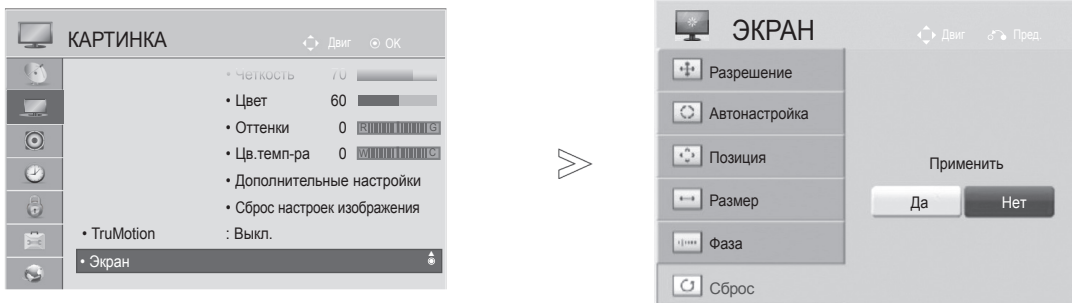 КАРТИНКА
Двиг ОК
• Четкость 70
• Цвет 60
• Оттенки 0 R G
• Цв.темп-ра 0 W C
• Дополнительные настройки
• Сброс настроек изображения
• TruMotion : Выкл.
• Экран
ЭКРАН
Двиг Пред.
Разрешение
Автонастройка
Позиция
Размер
Фаза
Сброс
Применить
Да Нет